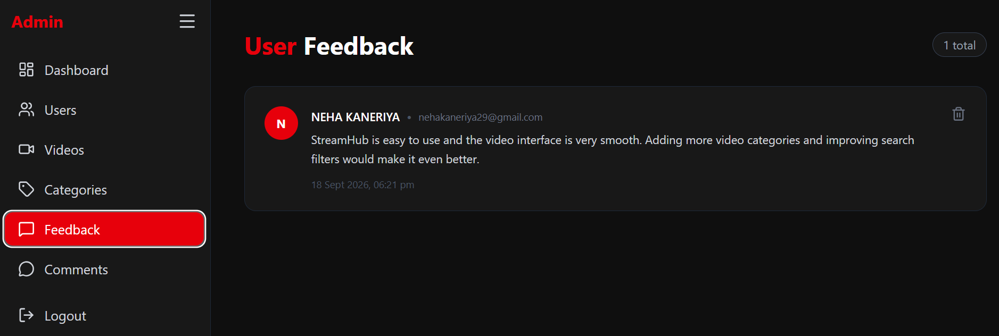 Admin
Dashboard
Users
Videos
Categories
Feedback
Comments
Logout
User Feedback
1 total
N
NEHA KANERIYA • nehakaneriya29@gmail.com
StreamHub is easy to use and the video interface is very smooth. Adding more video categories and improving search
filters would make it even better.
18 Sept 2026, 06:21 pm